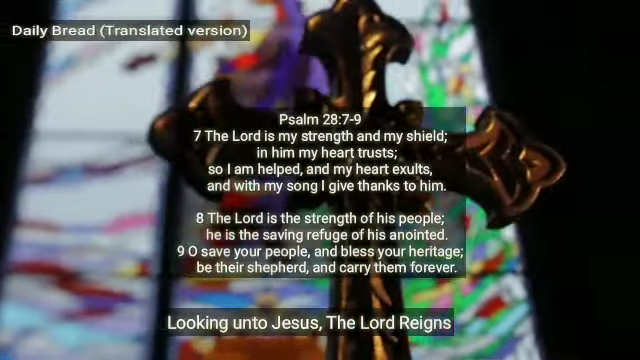 Daily Bread (Translated version)
Psalm 28:7-9
7 The Lord is my strength and my shield;
in him my heart trusts;
so I am helped, and my heart exults,
and with my song I give thanks to him.
8 The Lord is the strength of his people;
he is the saving refuge of his anointed.
9 O save your people, and bless your heritage;
be their shepherd, and carry them forever.
Looking unto Jesus, The Lord Reigns